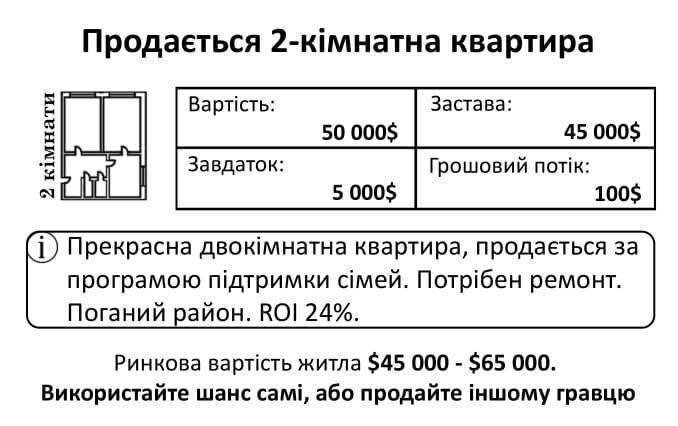 Продається 2-кімнатна квартира
2 кімнати
Вартість:
50 000$
Застава:
45 000$
Завдаток:
5 000$
Грошовий потік:
100$
i
Прекрасна двокімнатна квартира, продається за
програмою підтримки сімей. Потрібен ремонт.
Поганий район. ROI 24%.
Ринкова вартість житла $45 000 - $65 000.
Використайте шанс самі, або продайте іншому гравцю